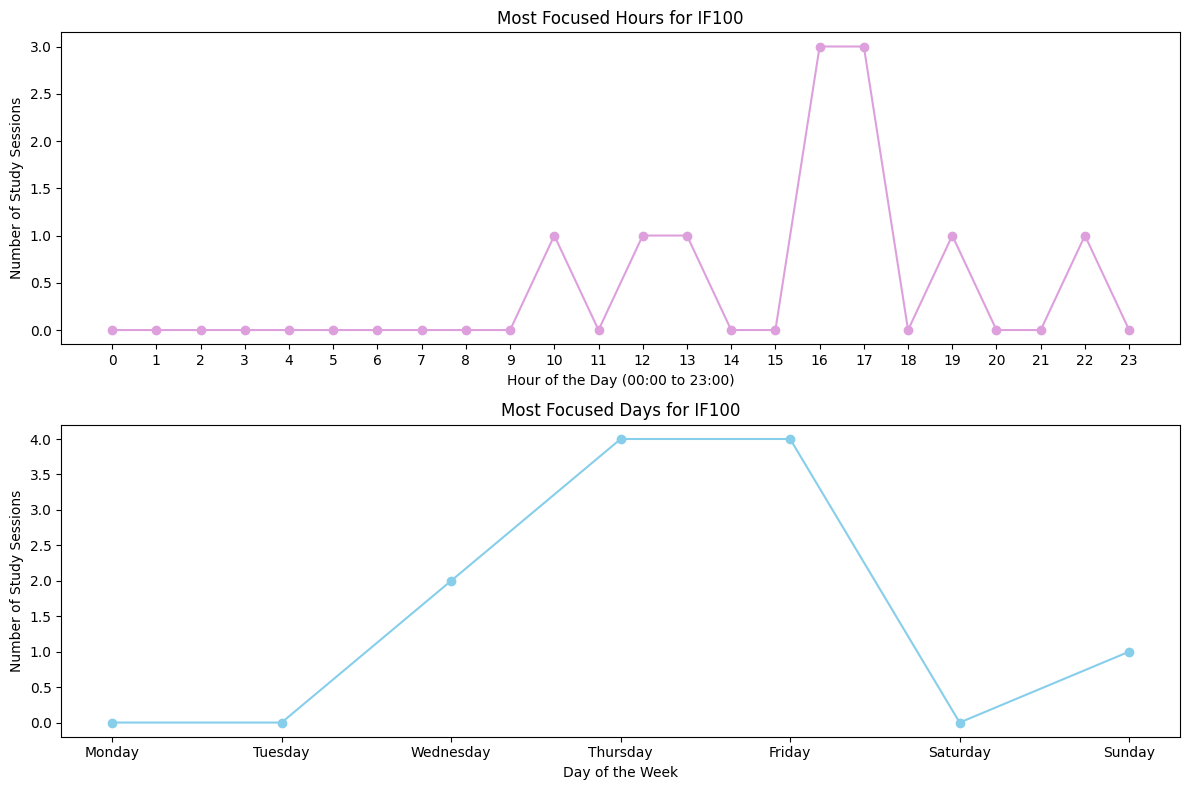 Most Focused Hours for IF100
Number of Study Sessions
3.0
2.5
2.0
1.5
1.0
0.5
0.0
0 1 2 3 4 5 6 7 8 9 10 11 12 13 14 15 16 17 18 19 20 21 22 23
Hour of the Day (00:00 to 23:00)
Most Focused Days for IF100
Number of Study Sessions
4.0
3.5
3.0
2.5
2.0
1.5
1.0
0.5
0.0
Monday Tuesday Wednesday Thursday Friday Saturday Sunday
Day of the Week